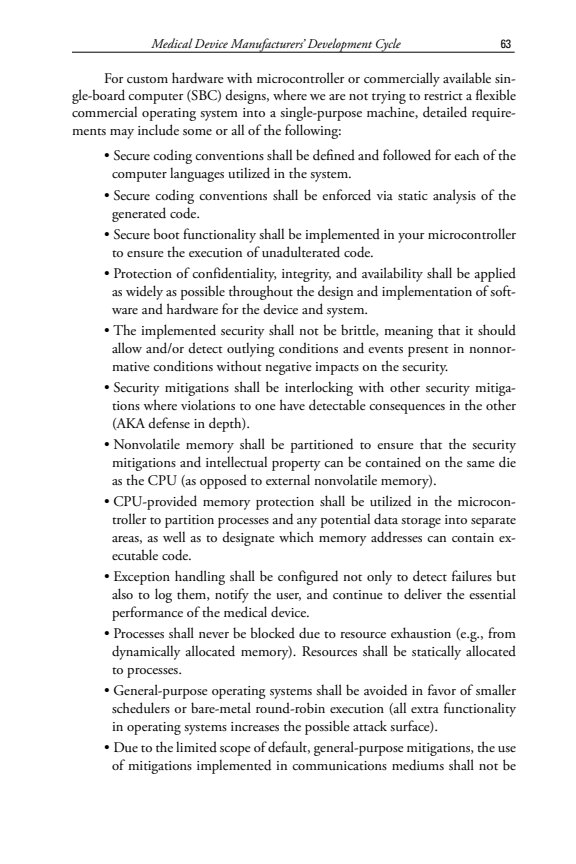 Medical Device Manufacturers' Development Cycle 63
For custom hardware with microcontroller or commercially available sin-
gle-board computer (SBC) designs, where we are not trying to restrict a flexible
commercial operating system into a single-purpose machine, detailed require-
ments may include some or all of the following:
• Secure coding conventions shall be defined and followed for each of the
computer languages utilized in the system.
• Secure coding conventions shall be enforced via static analysis of the
generated code.
• Secure boot functionality shall be implemented in your microcontroller
to ensure the execution of unadulterated code.
• Protection of confidentiality, integrity, and availability shall be applied
as widely as possible throughout the design and implementation of soft-
ware and hardware for the device and system.
• The implemented security shall not be brittle, meaning that it should
allow and/or detect outlying conditions and events present in nonnor-
mative conditions without negative impacts on the security.
• Security mitigations shall be interlocking with other security mitiga-
tions where violations to one have detectable consequences in the other
(AKA defense in depth).
• Nonvolatile memory shall be partitioned to ensure that the security
mitigations and intellectual property can be contained on the same die
as the CPU (as opposed to external nonvolatile memory).
• CPU-provided memory protection shall be utilized in the microcon-
troller to partition processes and any potential data storage into separate
areas, as well as to designate which memory addresses can contain ex-
ecutable code.
• Exception handling shall be configured not only to detect failures but
also to log them, notify the user, and continue to deliver the essential
performance of the medical device.
• Processes shall never be blocked due to resource exhaustion (e.g., from
dynamically allocated memory). Resources shall be statically allocated
to processes.
• General-purpose operating systems shall be avoided in favor of smaller
schedulers or bare-metal round-robin execution (all extra functionality
in operating systems increases the possible attack surface).
• Due to the limited scope of default, general-purpose mitigations, the use
of mitigations implemented in communications mediums shall not be